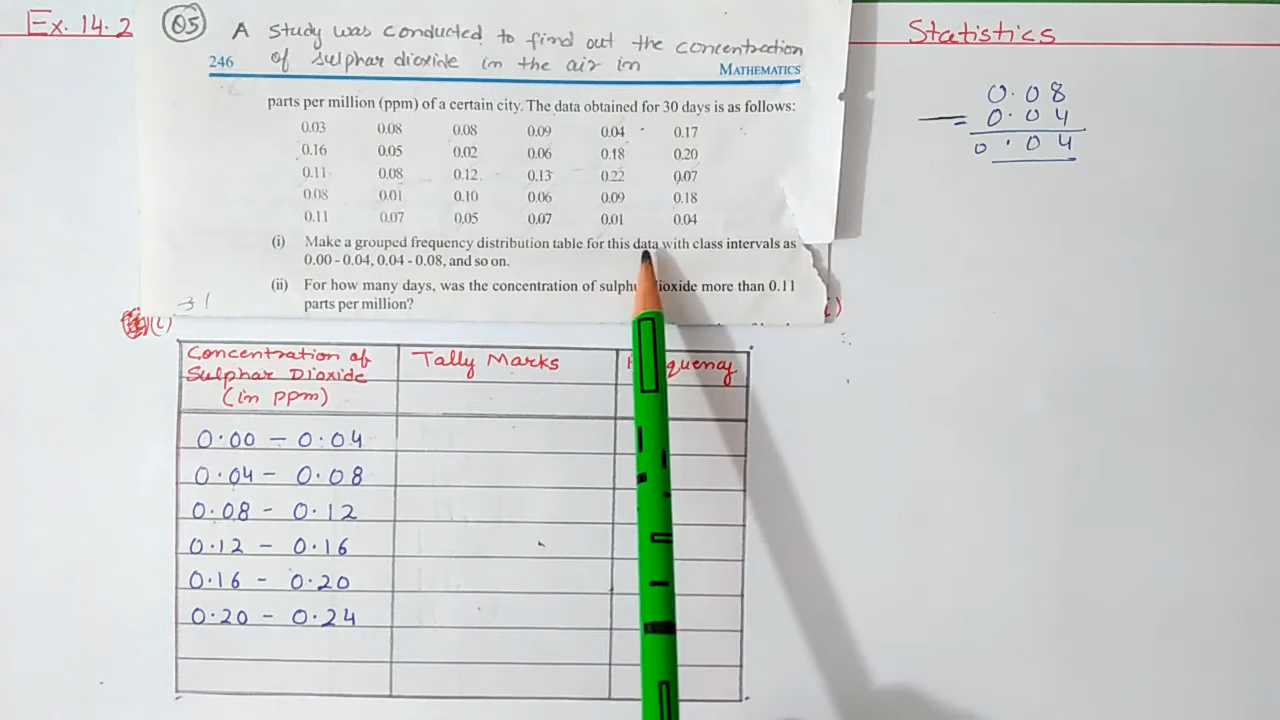 Ex. 14.2
Q5 A study was conducted to find out the concentration
of Sulphar dioxide in the air in
246 MATHEMATICS
parts per million (ppm) of a certain city. The data obtained for 30 days is as follows:
0.03 0.08 0.08 0.09 0.04 0.17
0.16 0.05 0.02 0.06 0.18 0.20
0.11 0.08 0.12 0.13 0.22 0.07
0.08 0.01 0.10 0.06 0.09 0.18
0.11 0.07 0.05 0.07 0.01 0.04
(i) Make a grouped frequency distribution table for this data with class intervals as
0.00 - 0.04, 0.04 - 0.08, and so on.
(ii) For how many days, was the concentration of sulphu dioxide more than 0.11
parts per million?
(i)
Statistics
0.08
0.04
0.04
Concentration of
Sulphar Dioxide
(in ppm)
Tally Marks
quency
0.00 - 0.04
0.04 - 0.08
0.08 - 0.12
0.12 - 0.16
0.16 - 0.20
0.20 - 0.24